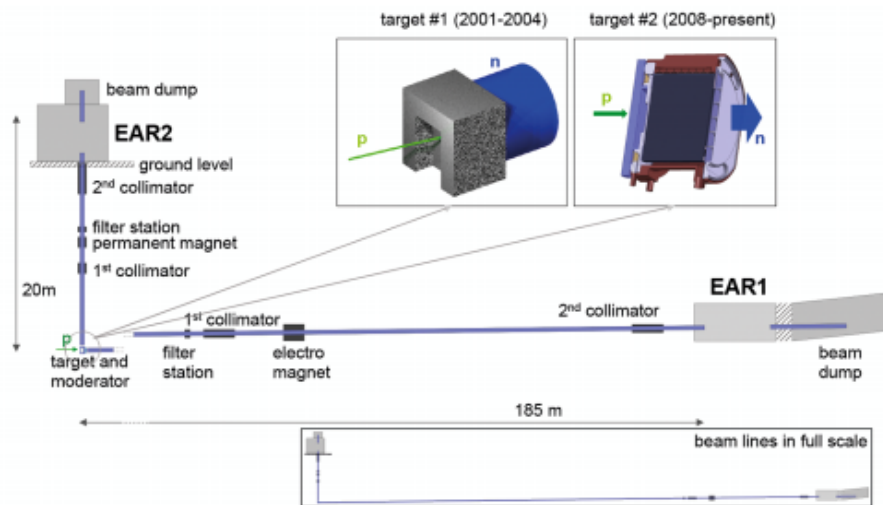 target #1 (2001-2004)
target #2 (2008-present)
n
p
p
n
beam dump
EAR2
ground level
2nd collimator
filter station
permanent magnet
1st collimator
20m
p
target and
moderator
1st collimator
filter
station
electro
magnet
2nd collimator
EAR1
beam
dump
185 m
beam lines in full scale